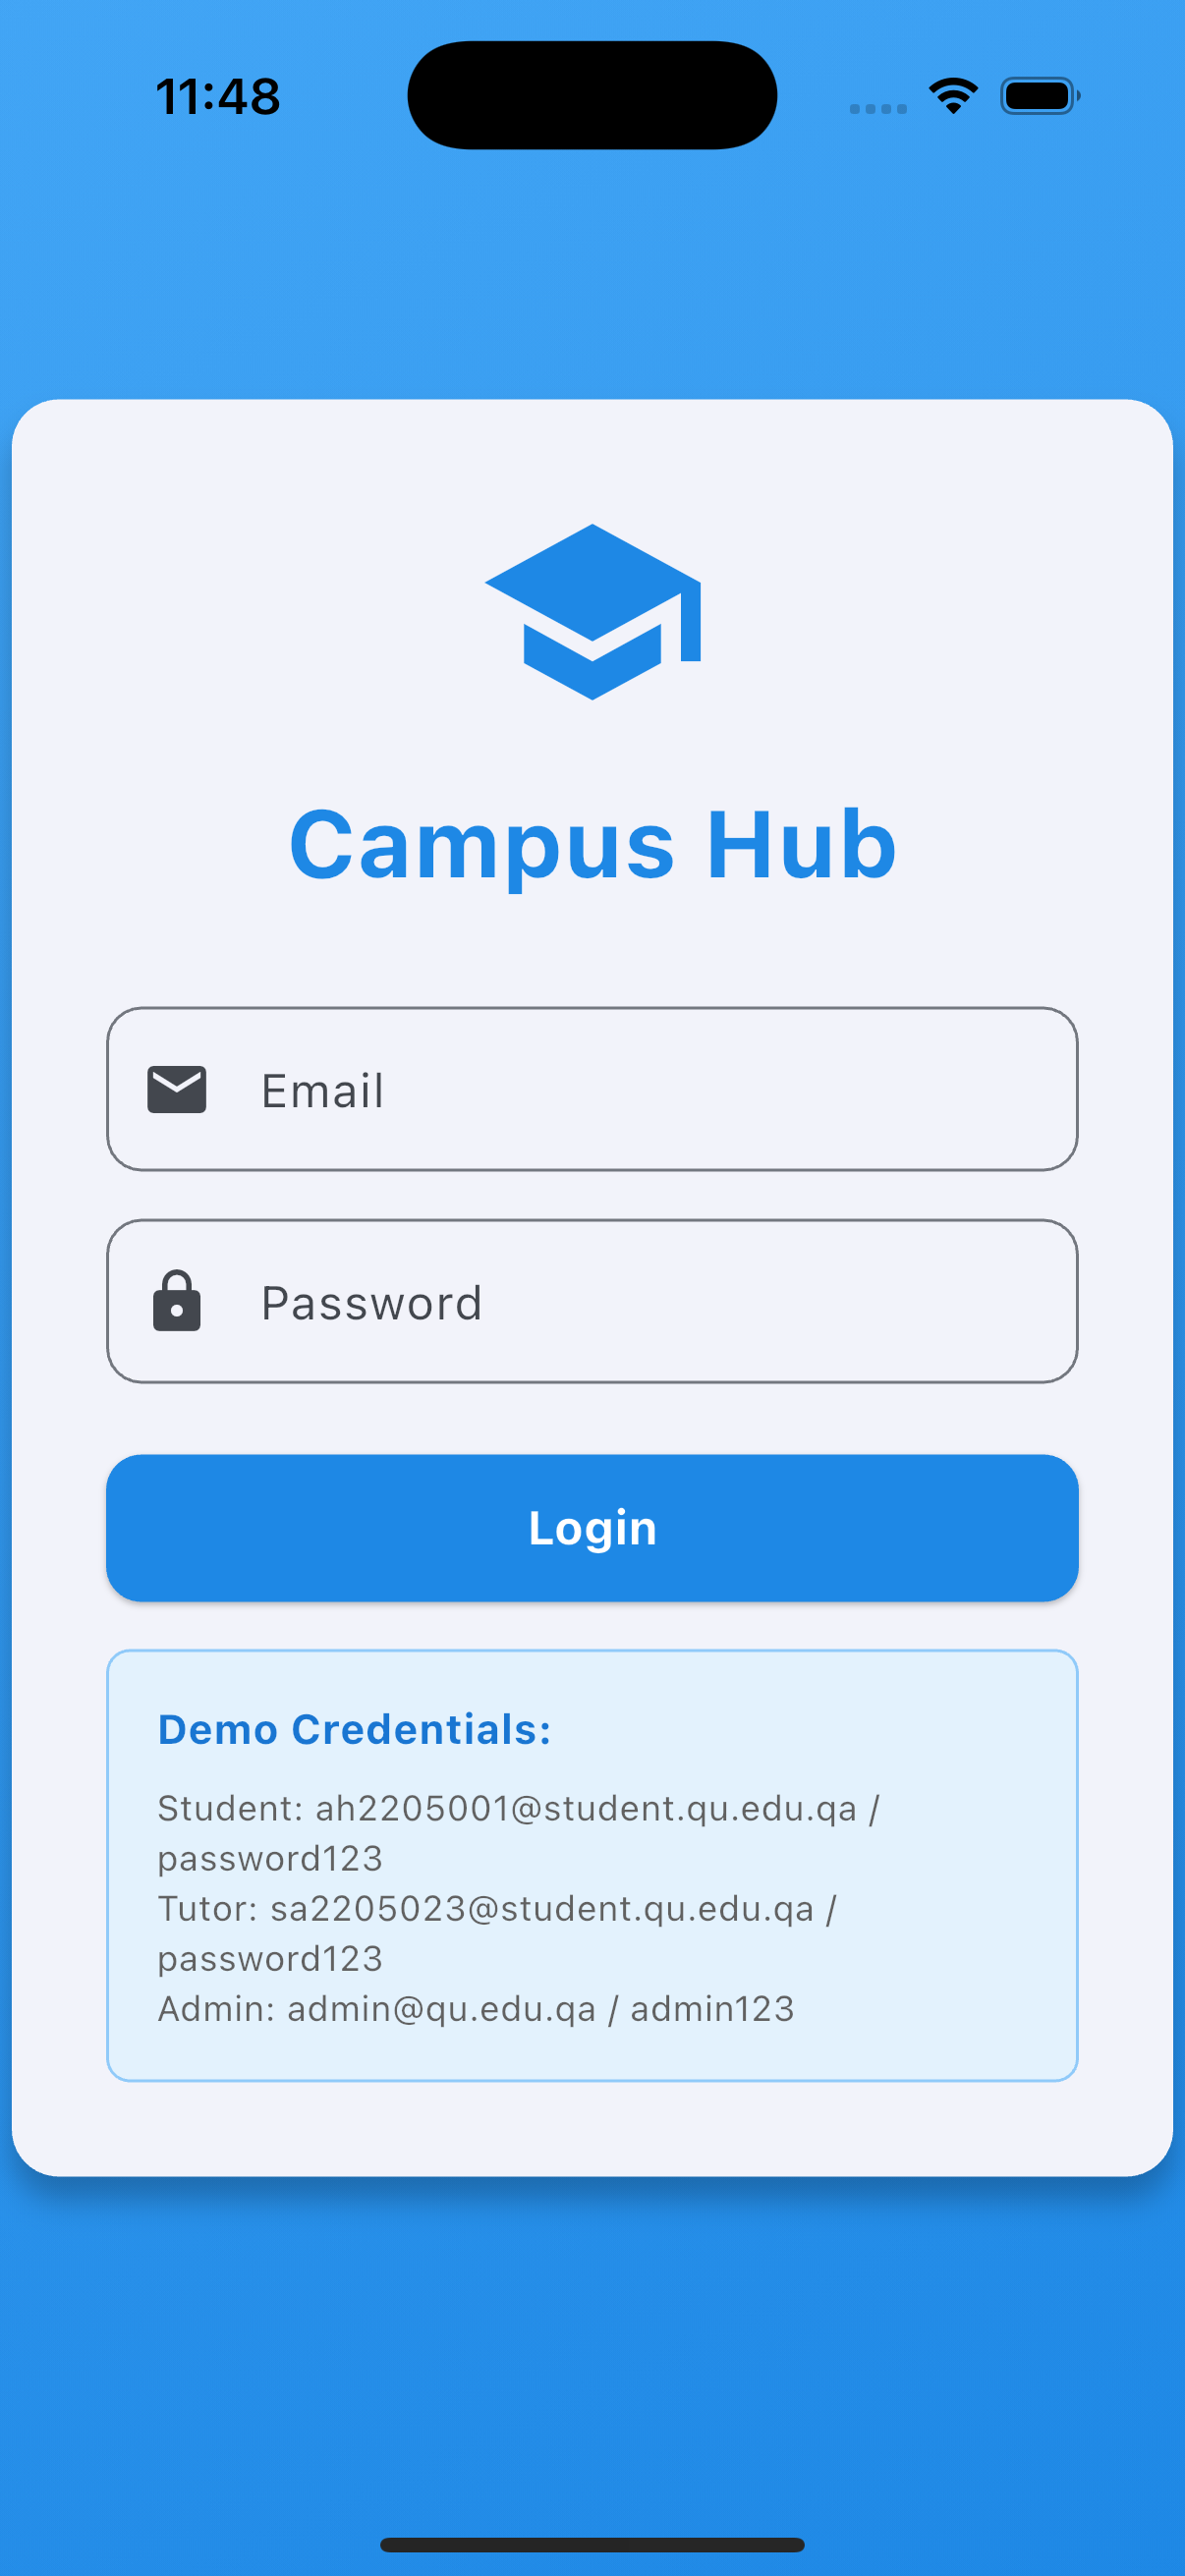 11:48
Campus Hub
Email
Password
Login
Demo Credentials:
Student: ah2205001@student.qu.edu.qa /
password123
Tutor: sa2205023@student.qu.edu.qa /
password123
Admin: admin@qu.edu.qa / admin123